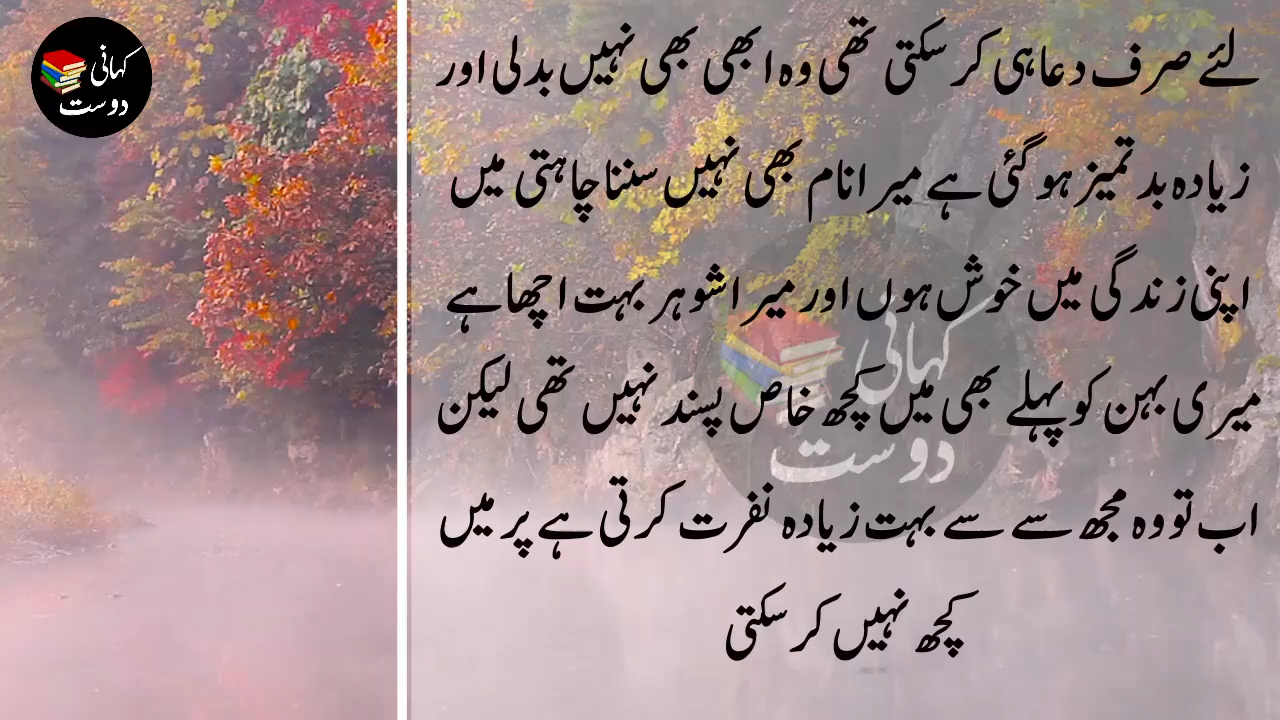 کہانی
دوست
لئے صرف دعا ہی کر سکتی تھی وہ ابھی بھی نہیں بدلی اور
زیادہ بدتمیز ہو گئی ہے میرا نام بھی نہیں سننا چاہتی میں
اپنی زندگی میں خوش ہوں اور میرا شوہر بہت اچھا ہے
میری بہن کو پہلے بھی میں کچھ خاص پسند نہیں تھی لیکن
اب تو وہ مجھ سے سے بہت زیادہ نفرت کرتی ہے پر میں
کچھ نہیں کر سکتی
کہانی
دوست